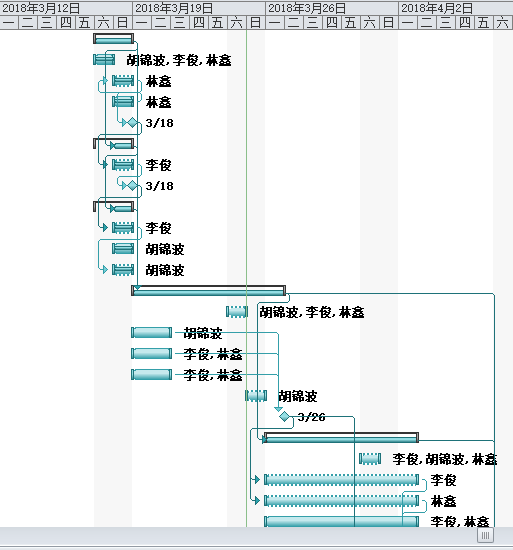 2018年3月12日 2018年3月19日 2018年3月26日 2018年4月2日
一 二 三 四 五 六 日 一 二 三 四 五 六 日 一 二 三 四 五 六 日 一 二 三 四 五 六
胡锦波,李俊,林鑫
林鑫
林鑫
3/18
李俊
3/18
李俊
胡锦波
胡锦波
胡锦波,李俊,林鑫
胡锦波
李俊,林鑫
李俊,林鑫
胡锦波
3/26
李俊,胡锦波,林鑫
李俊
林鑫
李俊,林鑫